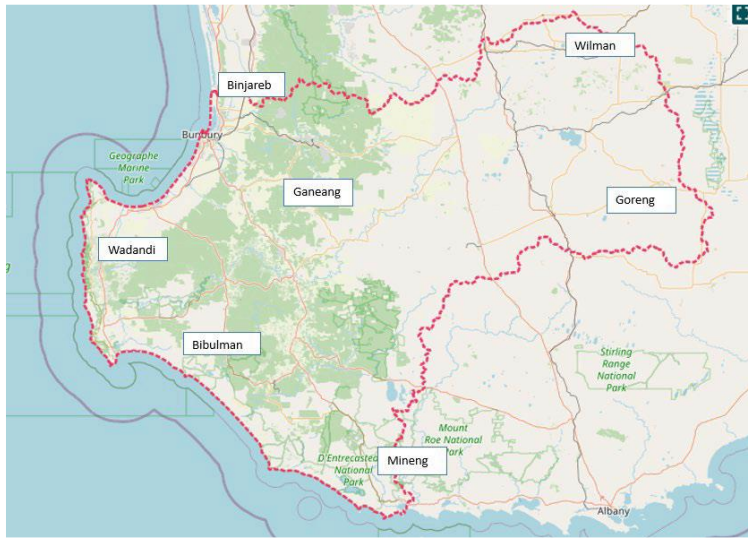 Wilman
Binjareb
Bunbury
Geographe
Marine
Park
Ganeang
Goreng
Wadandi
Bibulman
Stirling
Range
National
Park
Mount
Roe National
Park
Mineng
D'Entrecasteaux
National
Park
Albany